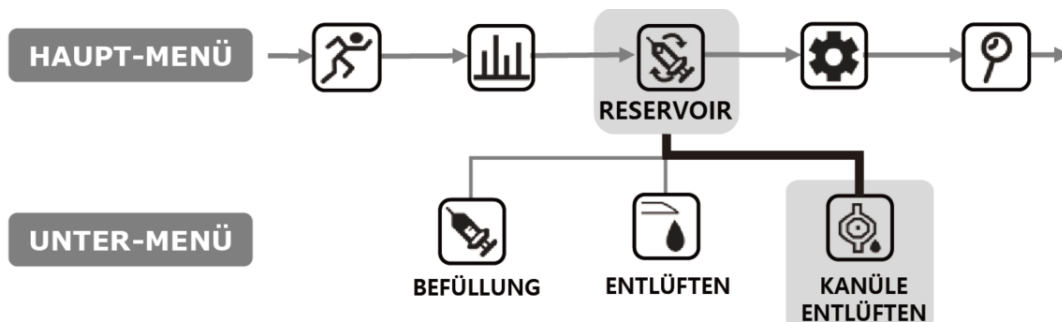 HAUPT-MENÜ
RESERVOIR
UNTER-MENÜ
BEFÜLLUNG
ENTLÜFTEN
KANÜLE
ENTLÜFTEN